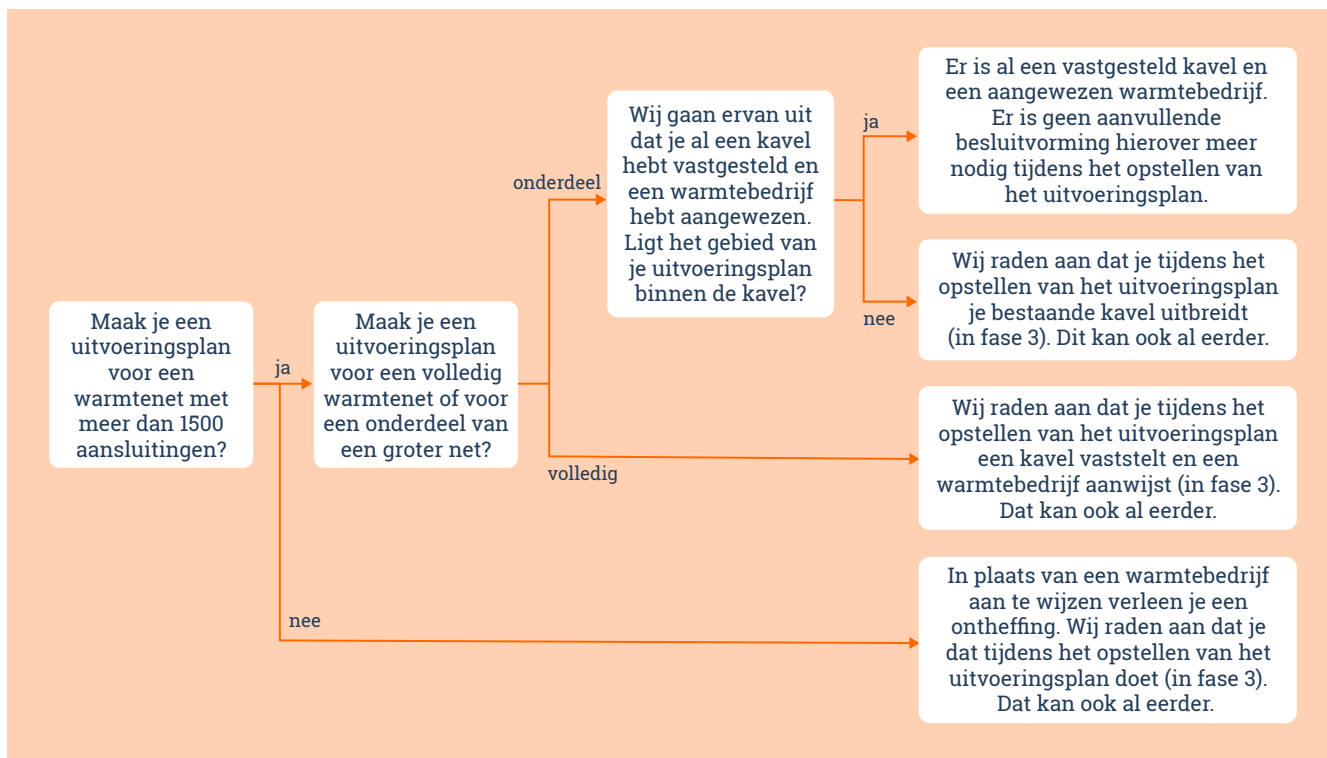 Maak je een
uitvoeringsplan
voor een
warmtenet met
meer dan 1500
aansluitingen?
ja
nee
Maak je een
uitvoeringsplan
voor een volledig
warmtenet of voor
een onderdeel van
een groter net?
onderdeel
volledig
Wij gaan ervan uit
dat je al een kavel
hebt vastgesteld en
een warmtebedrijf
hebt aangewezen.
Ligt het gebied van
je uitvoeringsplan
binnen de kavel?
ja
nee
Er is al een vastgesteld kavel en
een aangewezen warmtebedrijf.
Er is geen aanvullende
besluitvorming hierover meer
nodig tijdens het opstellen van
het uitvoeringsplan.
Wij raden aan dat je tijdens het
opstellen van het uitvoeringsplan
je bestaande kavel uitbreidt
(in fase 3). Dit kan ook al eerder.
Wij raden aan dat je tijdens het
opstellen van het uitvoeringsplan
een kavel vaststelt en een
warmtebedrijf aanwijst (in fase 3).
Dat kan ook al eerder.
In plaats van een warmtebedrijf
aan te wijzen verleen je een
ontheffing. Wij raden aan dat je
dat tijdens het opstellen van het
uitvoeringsplan doet (in fase 3).
Dat kan ook al eerder.